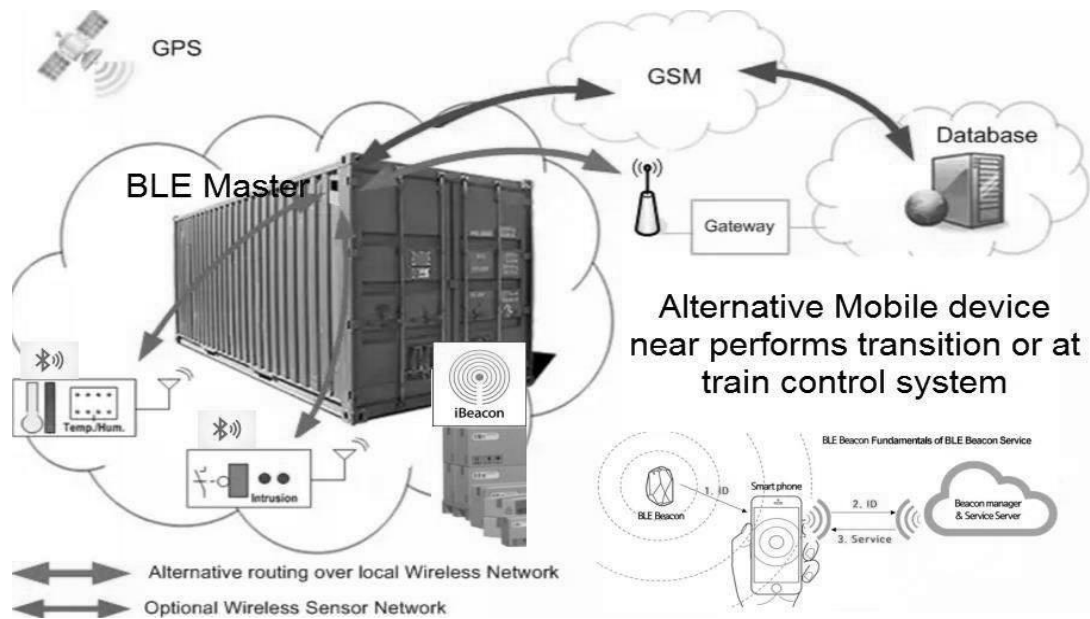 GPS
GSM
Database
BLE Master
Gateway
Alternative Mobile device
near performs transition or at
train control system
iBeacon
Temp./Hum.
Intrusion
BLE Beacon Fundamentals of BLE Beacon Service
Smart phone
1. ID
BLE Beacon
2. ID
3. Service
Beacon manager
& Service Server
Alternative routing over local Wireless Network
Optional Wireless Sensor Network